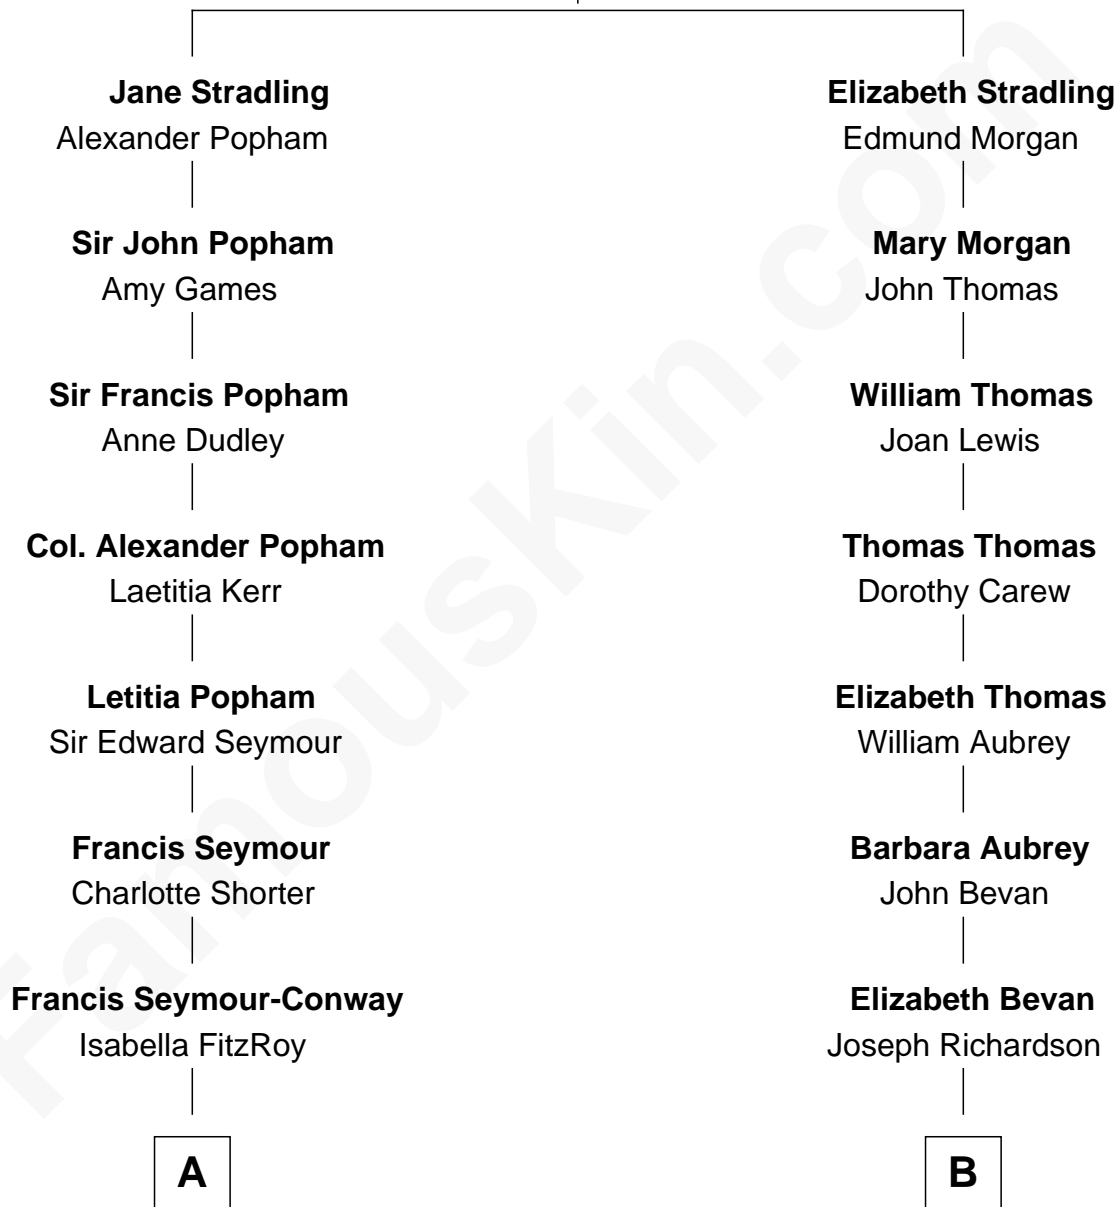 Jane Stradling
Alexander Popham
Sir John Popham
Amy Games
Sir Francis Popham
Anne Dudley
Col. Alexander Popham
Laetitia Kerr
Letitia Popham
Sir Edward Seymour
Francis Seymour
Charlotte Shorter
Francis Seymour-Conway
Isabella FitzRoy
A
Elizabeth Stradling
Edmund Morgan
Mary Morgan
John Thomas
William Thomas
Joan Lewis
Thomas Thomas
Dorothy Carew
Elizabeth Thomas
William Aubrey
Barbara Aubrey
John Bevan
Elizabeth Bevan
Joseph Richardson
B
FamousKin.com